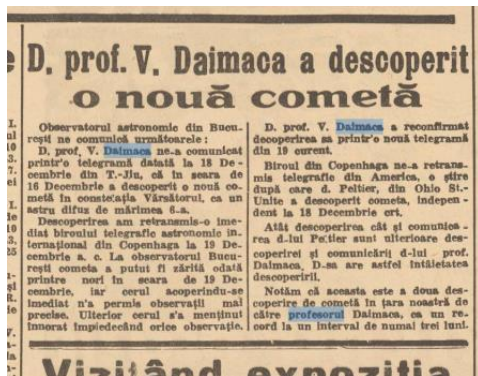 D. prof. V. Daimaca a descoperit
o nouă cometă
Observatorul astronomic din Bucu-
rești ne comunică următoarele :
D. prof. V. Daimaca ne-a comunicat
printr'o telegramă datată la 18 De-
cembrie din T.-Jiu, că în seara de
16 Decembrie a descoperit o nouă co-
metă în constelația Vărsătorul, ca un
astru difuz de mărimea 6-a.
Descoperirea am retransmis-o ime-
diat biroului telegrafic astronomic in-
ternațional din Copenhaga la 19 De-
cembrie a. c. La observatorul Bucu-
rești cometa a putut fi zărită odată
printre nori în seara de 19 De-
cembrie, iar cerul acoperindu-se
imediat n'a permis observații mai
precise. Ulterior cerul s'a menținut
înnorat împiedecând orice observație.
D. prof. V. Daimaca a reconfirmat
decoperirea sa printr'o nouă telegramă
din 19 curent.
Biroul din Copenhaga ne-a retrans-
mis telegrafic din America, o știre
după care d. Peltier, din Ohio St.-
Unite a descoperit cometa, indepen-
dent la 18 Decembrie crt.
Atât descoperirea cât și comunica-
rea d-lui Peltier sunt ulterioare des-
coperirii și comunicării d-lui prof.
Daimaca, D-sa are astfel întâietatea
descoperirii.
Notăm că aceasta este a doua des-
coperire de cometă în țara noastră de
către profesorul Daimaca, ca un re-
cord la un interval de numai trei luni.
Vizitând expoziția